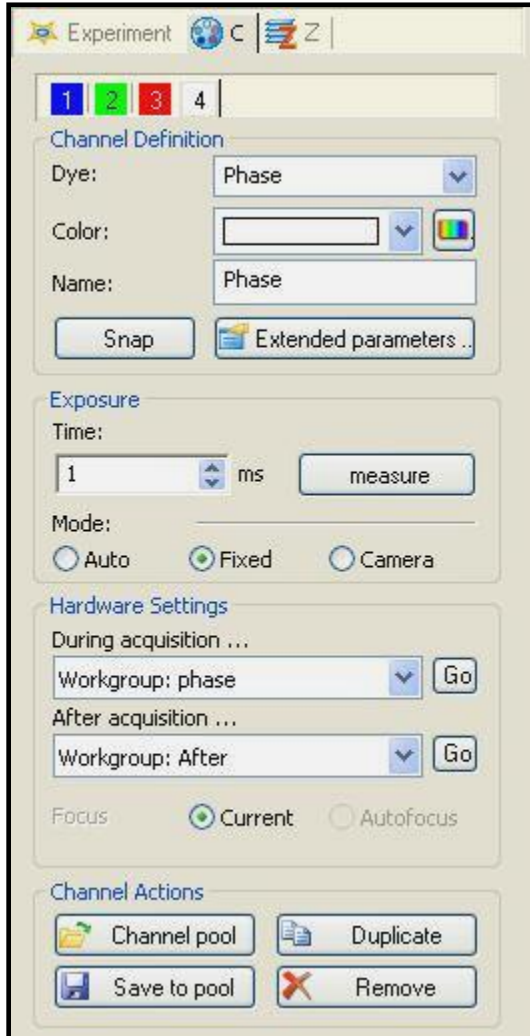 Experiment C Z
1 2 3 4
Channel Definition
Dye: Phase
Color:
Name: Phase
Snap Extended parameters ..
Exposure
Time:
1 ms measure
Mode:
Auto Fixed Camera
Hardware Settings
During acquisition ...
Workgroup: phase Go
After acquisition ...
Workgroup: After Go
Focus Current Autofocus
Channel Actions
Channel pool Duplicate
Save to pool Remove